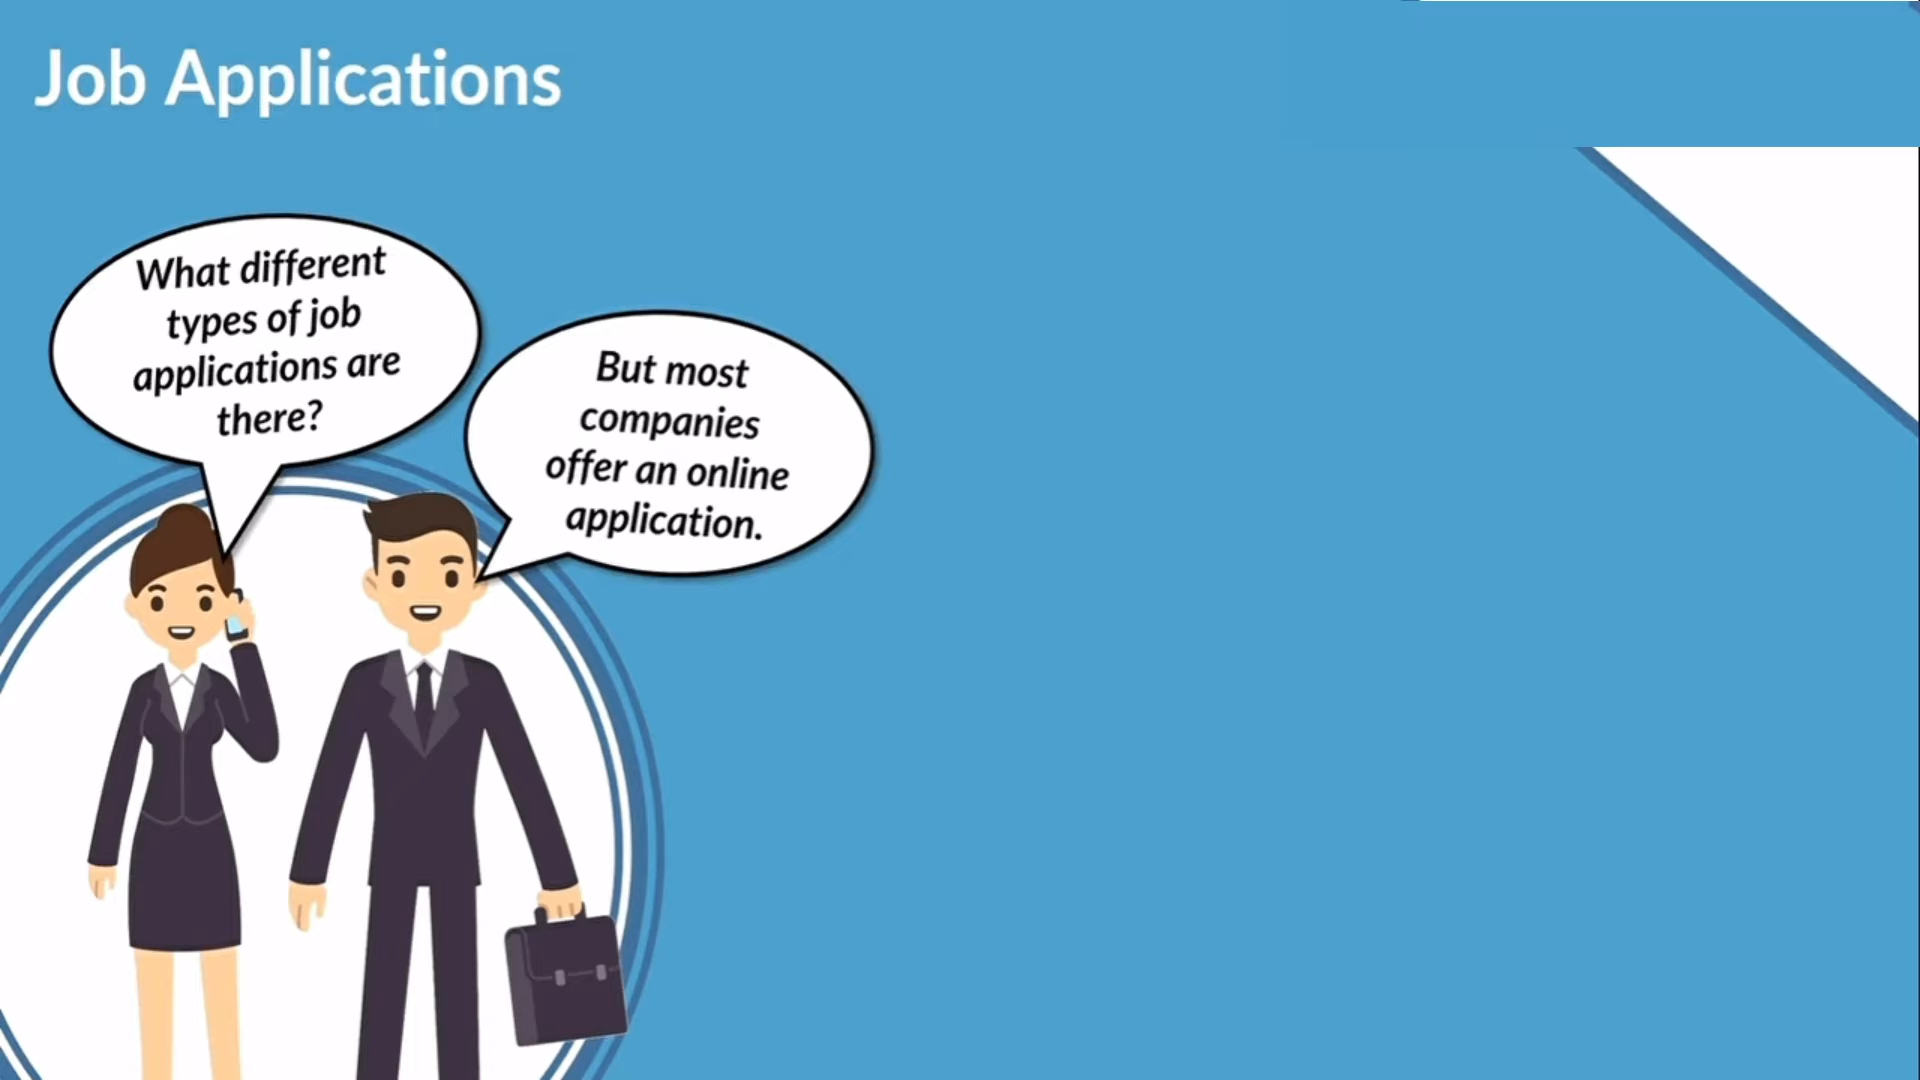 Job Applications
What different
types of job
applications are
there?
But most
companies
offer an online
application.